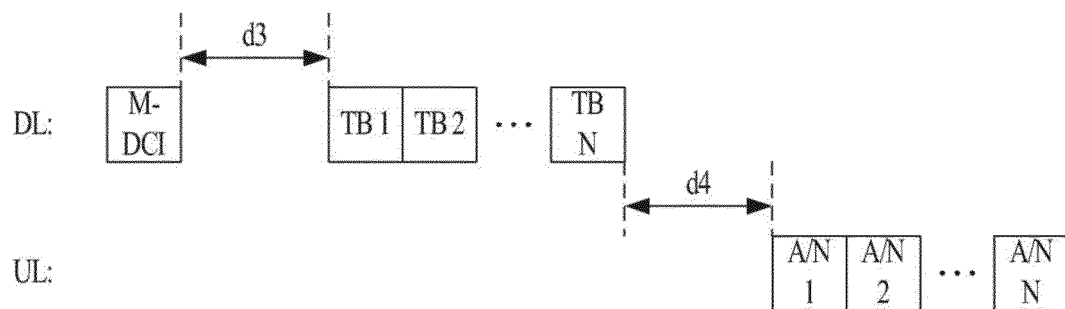 d3
DL:
M-
DCI
TB 1
TB 2
...
TB
N
d4
UL:
A/N
1
A/N
2
...
A/N
N